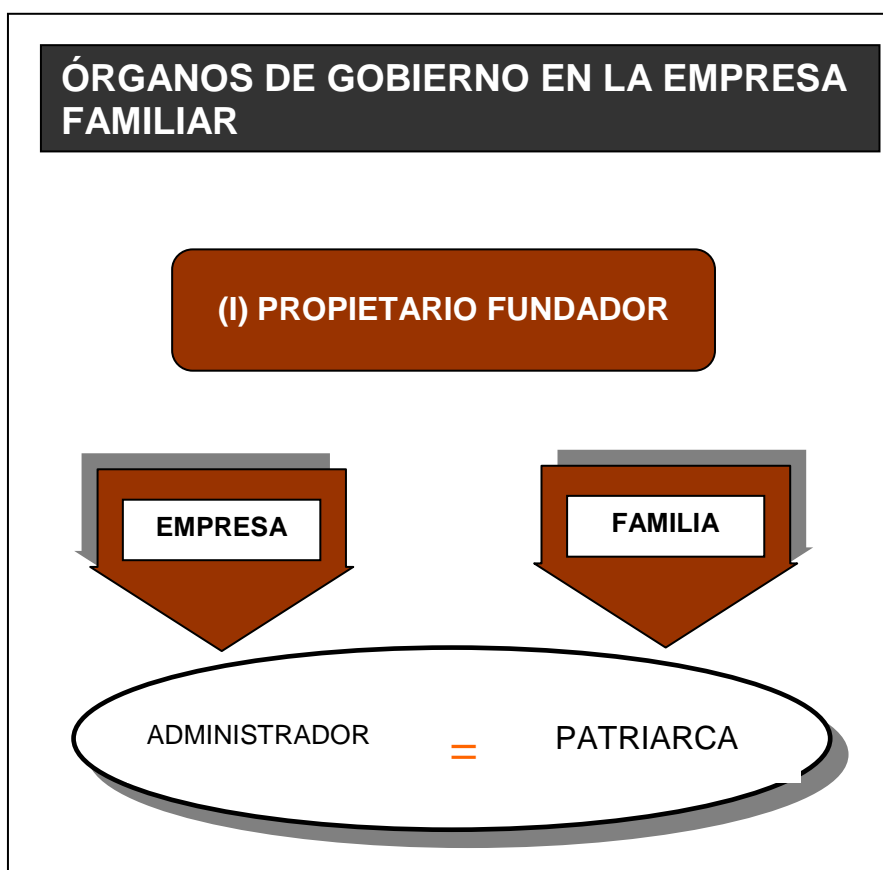 ÓRGANOS DE GOBIERNO EN LA EMPRESA
FAMILIAR
(I) PROPIETARIO FUNDADOR
EMPRESA
FAMILIA
ADMINISTRADOR = PATRIARCA